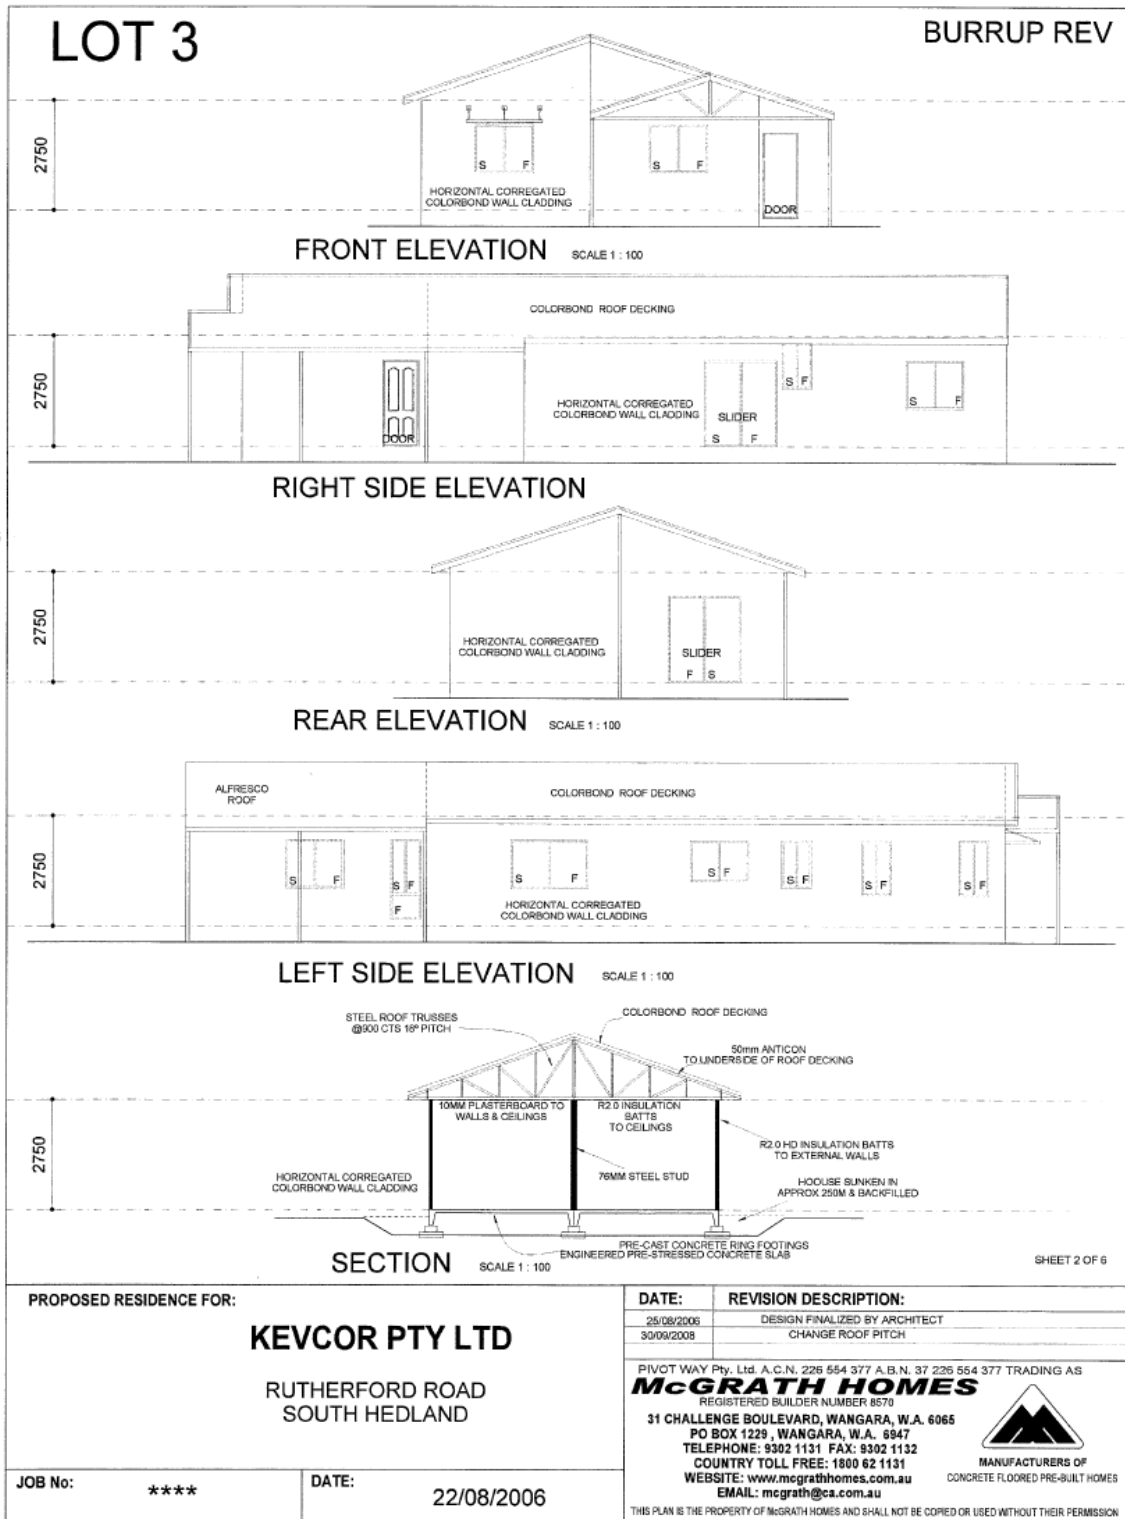 LOT 3
BURRUP REV
2750
S F
S F
DOOR
HORIZONTAL CORREGATED
COLORBOND WALL CLADDING
FRONT ELEVATION SCALE 1 : 100
COLORBOND ROOF DECKING
2750
DOOR
HORIZONTAL CORREGATED
COLORBOND WALL CLADDING
SLIDER
S F
S F
S F
RIGHT SIDE ELEVATION
2750
HORIZONTAL CORREGATED
COLORBOND WALL CLADDING
SLIDER
F S
REAR ELEVATION SCALE 1 : 100
ALFRESCO
ROOF
COLORBOND ROOF DECKING
2750
S F
S F
F
S F
S F
S F
S F
S F
HORIZONTAL CORREGATED
COLORBOND WALL CLADDING
LEFT SIDE ELEVATION SCALE 1 : 100
STEEL ROOF TRUSSES
@900 CTS 18º PITCH
COLORBOND ROOF DECKING
50mm ANTICON
TO UNDERSIDE OF ROOF DECKING
10MM PLASTERBOARD TO
WALLS & CEILINGS
R2.0 INSULATION
BATTS
TO CEILINGS
2750
R2.0 HD INSULATION BATTS
TO EXTERNAL WALLS
HORIZONTAL CORREGATED
COLORBOND WALL CLADDING
76MM STEEL STUD
HOOUSE SUNKEN IN
APPROX 250M & BACKFILLED
PRE-CAST CONCRETE RING FOOTINGS
ENGINEERED PRE-STRESSED CONCRETE SLAB
SECTION SCALE 1 : 100
SHEET 2 OF 6
PROPOSED RESIDENCE FOR:
KEVCOR PTY LTD
RUTHERFORD ROAD
SOUTH HEDLAND
JOB No: ****
DATE: 22/08/2006
DATE: REVISION DESCRIPTION:
25/08/2006 DESIGN FINALIZED BY ARCHITECT
30/09/2008 CHANGE ROOF PITCH
PIVOT WAY Pty. Ltd. A.C.N. 226 554 377 A.B.N. 37 226 554 377 TRADING AS
McGRATH HOMES
REGISTERED BUILDER NUMBER 8570
31 CHALLENGE BOULEVARD, WANGARA, W.A. 6065
PO BOX 1229 , WANGARA, W.A. 6947
TELEPHONE: 9302 1131 FAX: 9302 1132
COUNTRY TOLL FREE: 1800 62 1131
WEBSITE: www.mcgrathhomes.com.au
EMAIL: mcgrath@ca.com.au
MANUFACTURERS OF
CONCRETE FLOORED PRE-BUILT HOMES
THIS PLAN IS THE PROPERTY OF McGRATH HOMES AND SHALL NOT BE COPIED OR USED WITHOUT THEIR PERMISSION